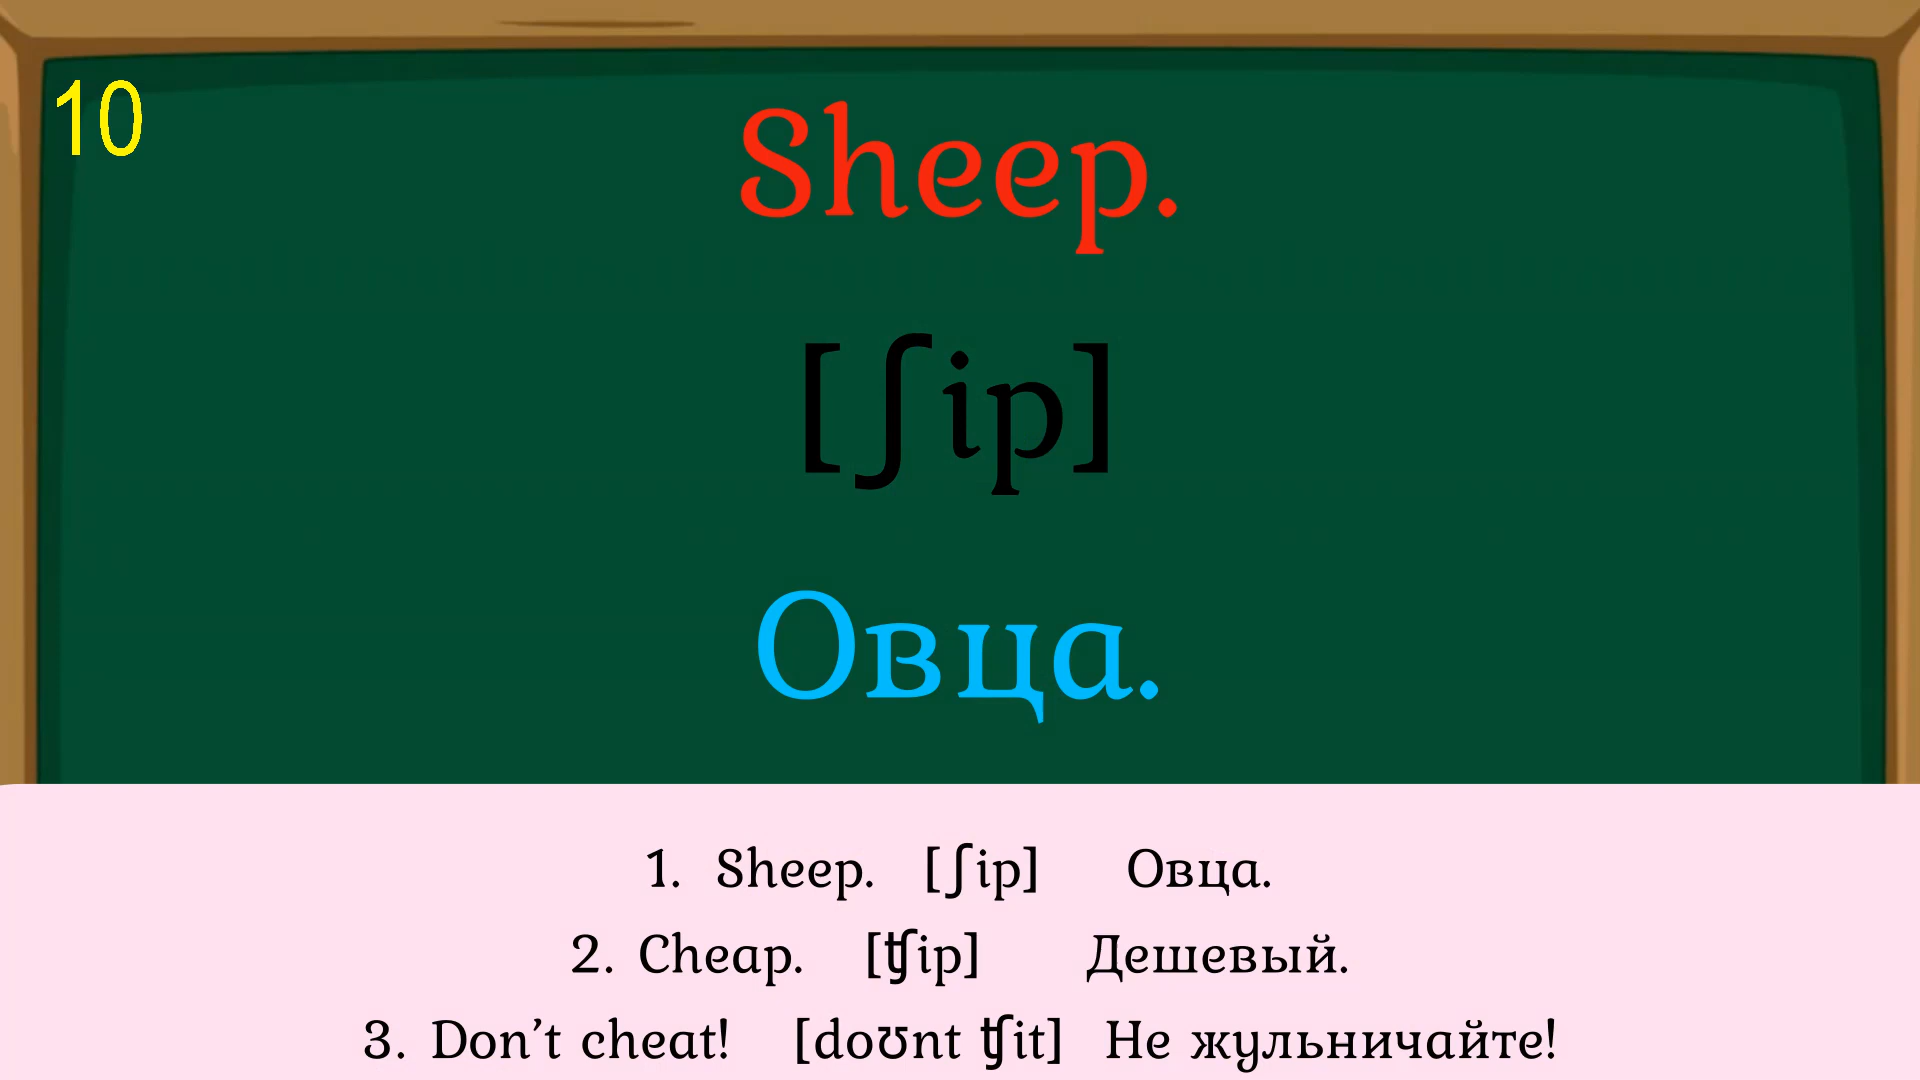 10
Sheep.
[ʃip]
Овца.
1. Sheep. [ʃip] Овца.
2. Cheap. [ʧip] Дешевый.
3. Don’t cheat! [doʊnt ʧit] Не жульничайте!